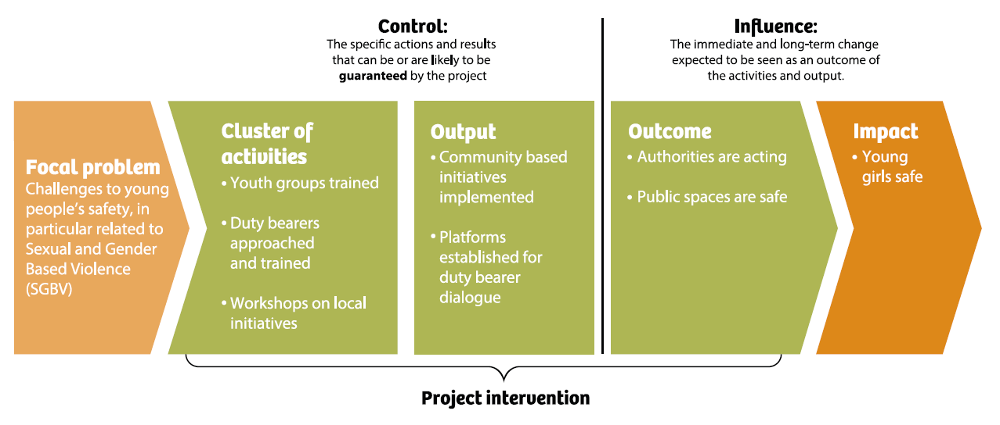 Control:
The specific actions and results
that can be or are likely to be
guaranteed by the project
Influence:
The immediate and long-term change
expected to be seen as an outcome of
the activities and output.
Focal problem
Challenges to young
people's safety, in
particular related to
Sexual and Gender
Based Violence
(SGBV)
Cluster of
activities
• Youth groups trained
• Duty bearers
approached
and trained
• Workshops on local
initiatives
Output
• Community based
initiatives
implemented
• Platforms
established for
duty bearer
dialogue
Outcome
• Authorities are acting
• Public spaces are safe
Impact
• Young
girls safe
Project intervention